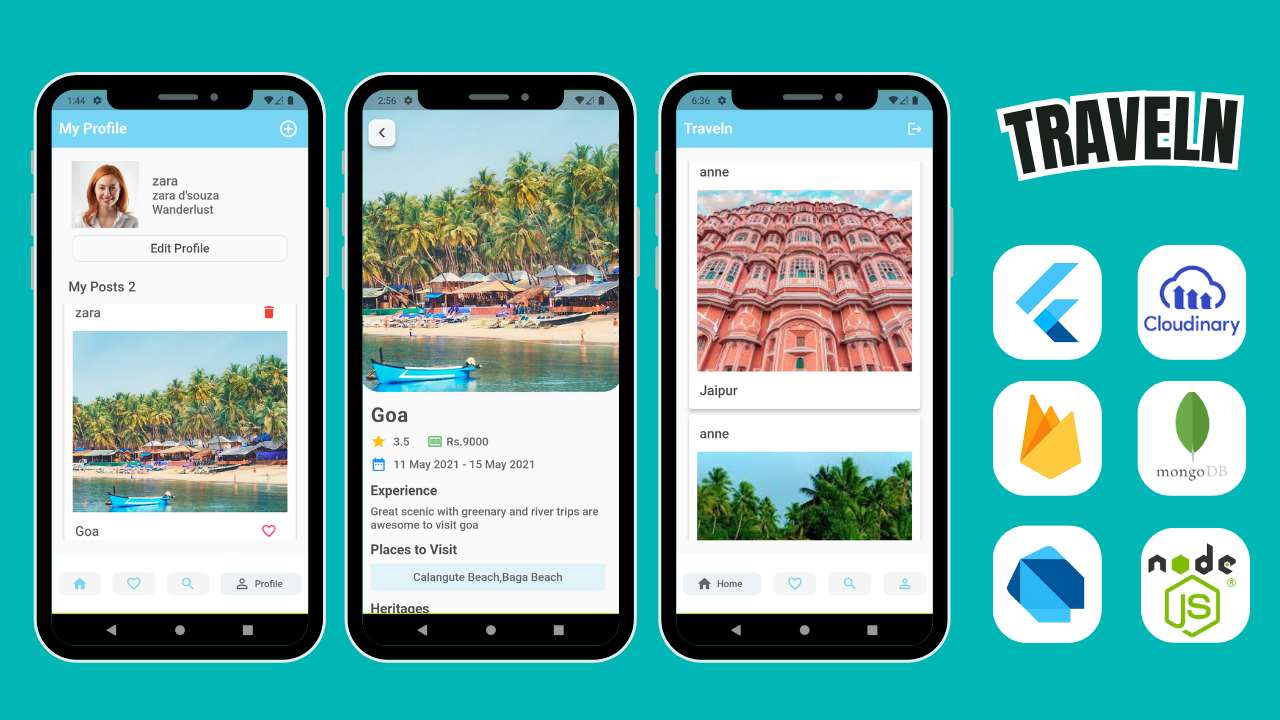 1:44
My Profile
zara
zara d'souza
Wanderlust
Edit Profile
My Posts 2
zara
Goa
Profile
2:56
Goa
3.5
Rs.9000
11 May 2021 - 15 May 2021
Experience
Great scenic with greenary and river trips are
awesome to visit goa
Places to Visit
Calangute Beach,Baga Beach
Heritages
6:36
Traveln
anne
Jaipur
anne
Home
TRAVELN
Cloudinary
mongoDB
node
JS
®